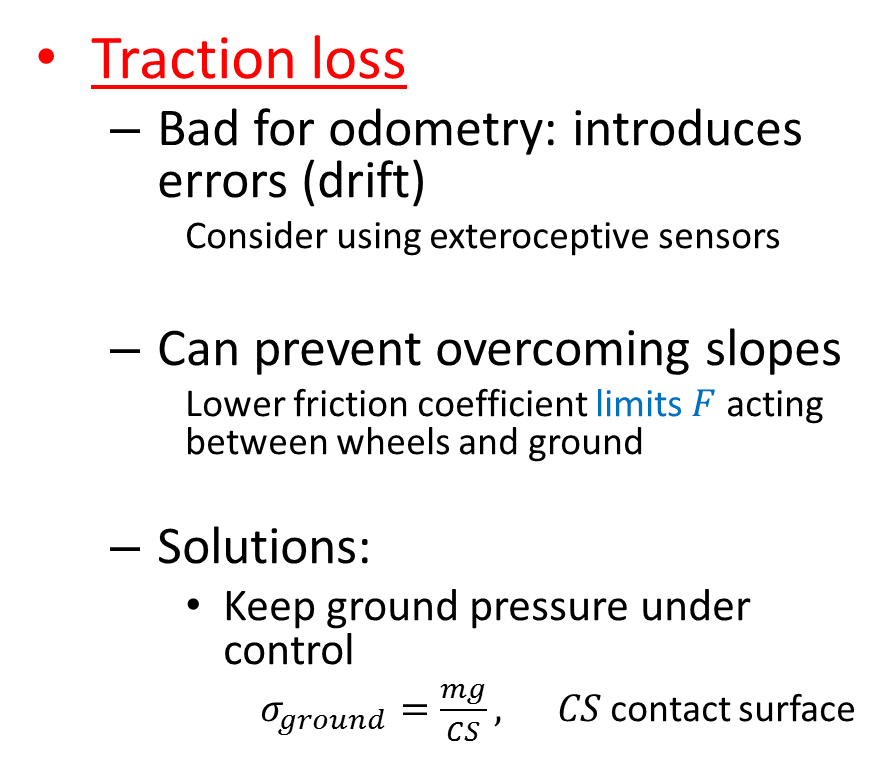 • Traction loss
– Bad for odometry: introduces
errors (drift)
Consider using exteroceptive sensors
– Can prevent overcoming slopes
Lower friction coefficient limits F acting
between wheels and ground
– Solutions:
• Keep ground pressure under
control
σ_ground = mg/CS, CS contact surface